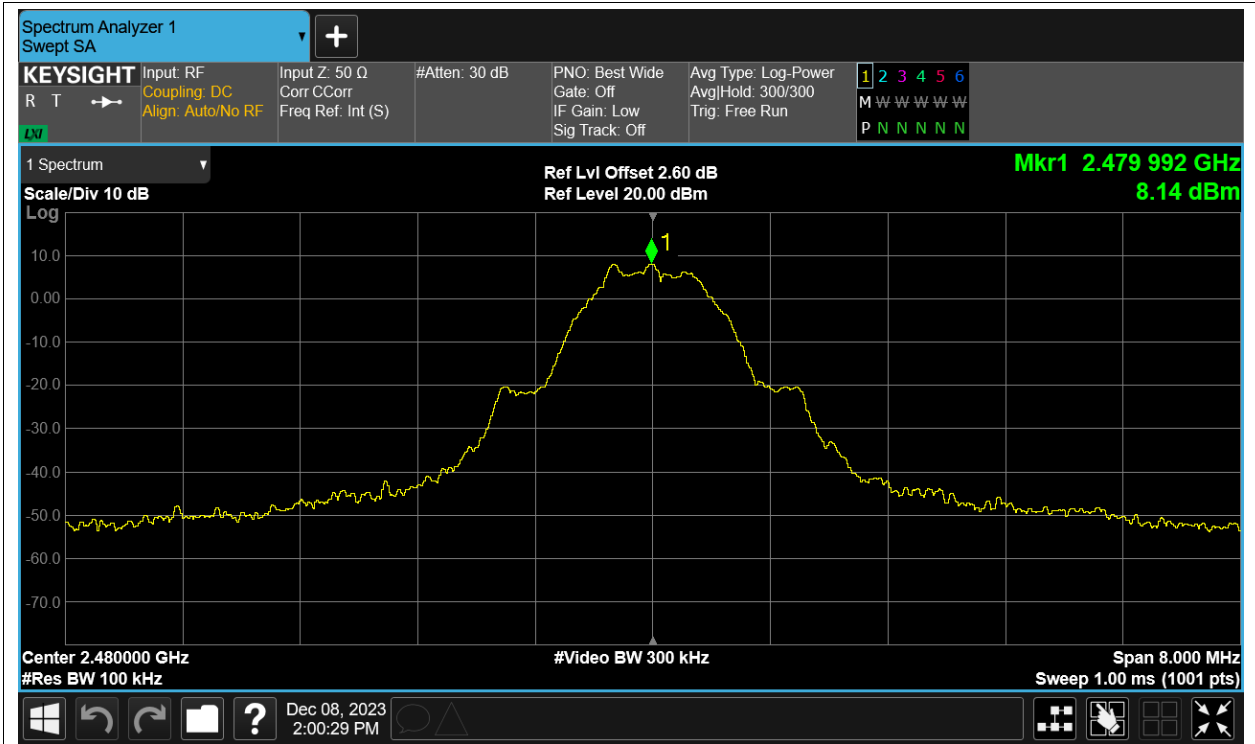 Spectrum Analyzer 1
Swept SA
KEYSIGHT
R T
LXI
Input: RF
Coupling: DC
Align: Auto/No RF
Input Z: 50 Ω
Corr CCorr
Freq Ref: Int (S)
#Atten: 30 dB
PNO: Best Wide
Gate: Off
IF Gain: Low
Sig Track: Off
Avg Type: Log-Power
Avg|Hold: 300/300
Trig: Free Run
1 2 3 4 5 6
M W W W W W
P N N N N N
1 Spectrum
Scale/Div 10 dB
Log
Ref Lvl Offset 2.60 dB
Ref Level 20.00 dBm
Mkr1 2.479 992 GHz
8.14 dBm
1
10.0
0.00
-10.0
-20.0
-30.0
-40.0
-50.0
-60.0
-70.0
Center 2.480000 GHz
#Res BW 100 kHz
#Video BW 300 kHz
Span 8.000 MHz
Sweep 1.00 ms (1001 pts)
?
Dec 08, 2023
2:00:29 PM